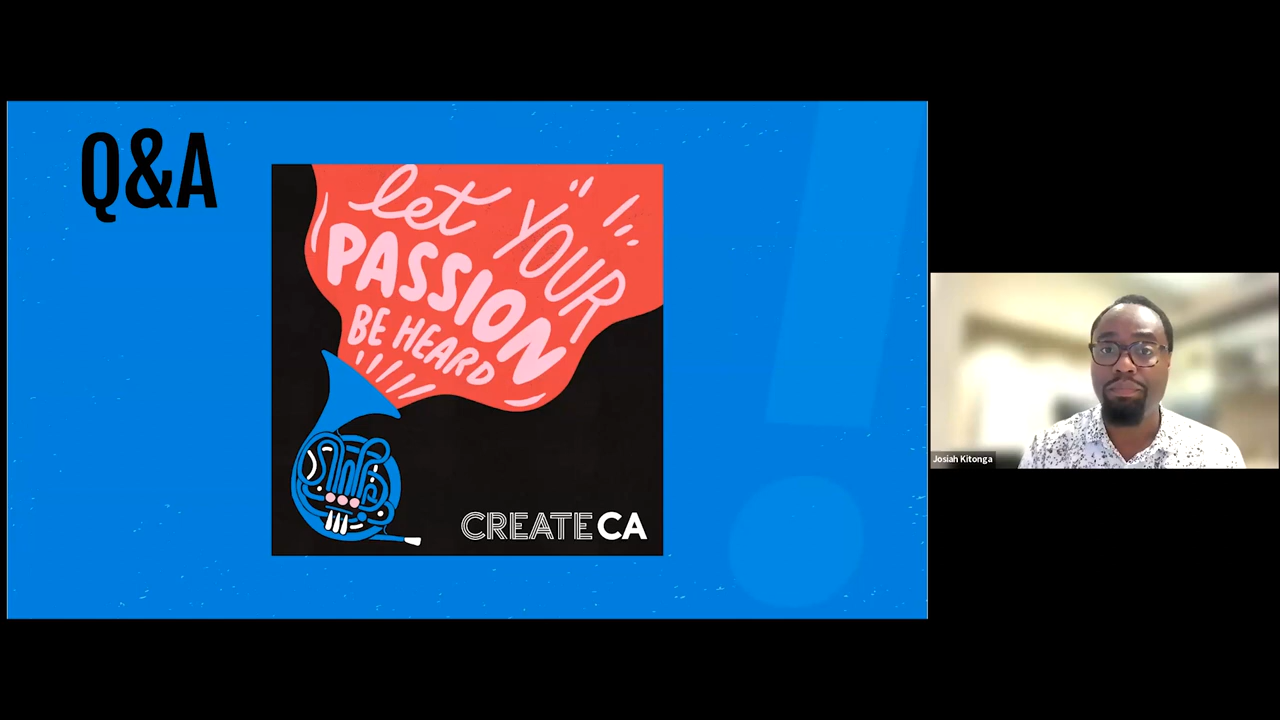 Q&A
let YOUR
PASSION
BE HEARD
CREATE CA
Josiah Kitonga